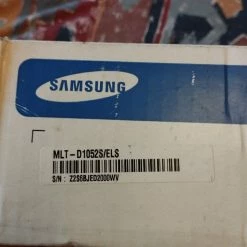 SAMSUNG
MLT-D1052S/ELS
S/N : Z2S6BJED2000WV